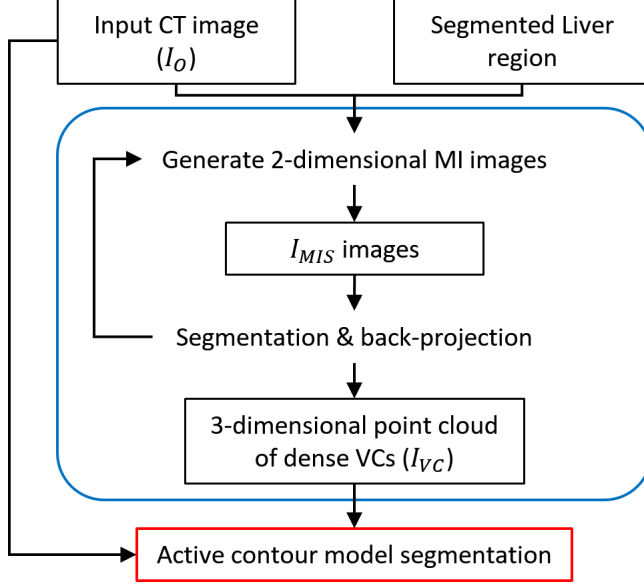 Input CT image
(I_O)
Segmented Liver
region
Generate 2-dimensional MI images
I_MIS images
Segmentation & back-projection
3-dimensional point cloud
of dense VCs (I_VC)
Active contour model segmentation